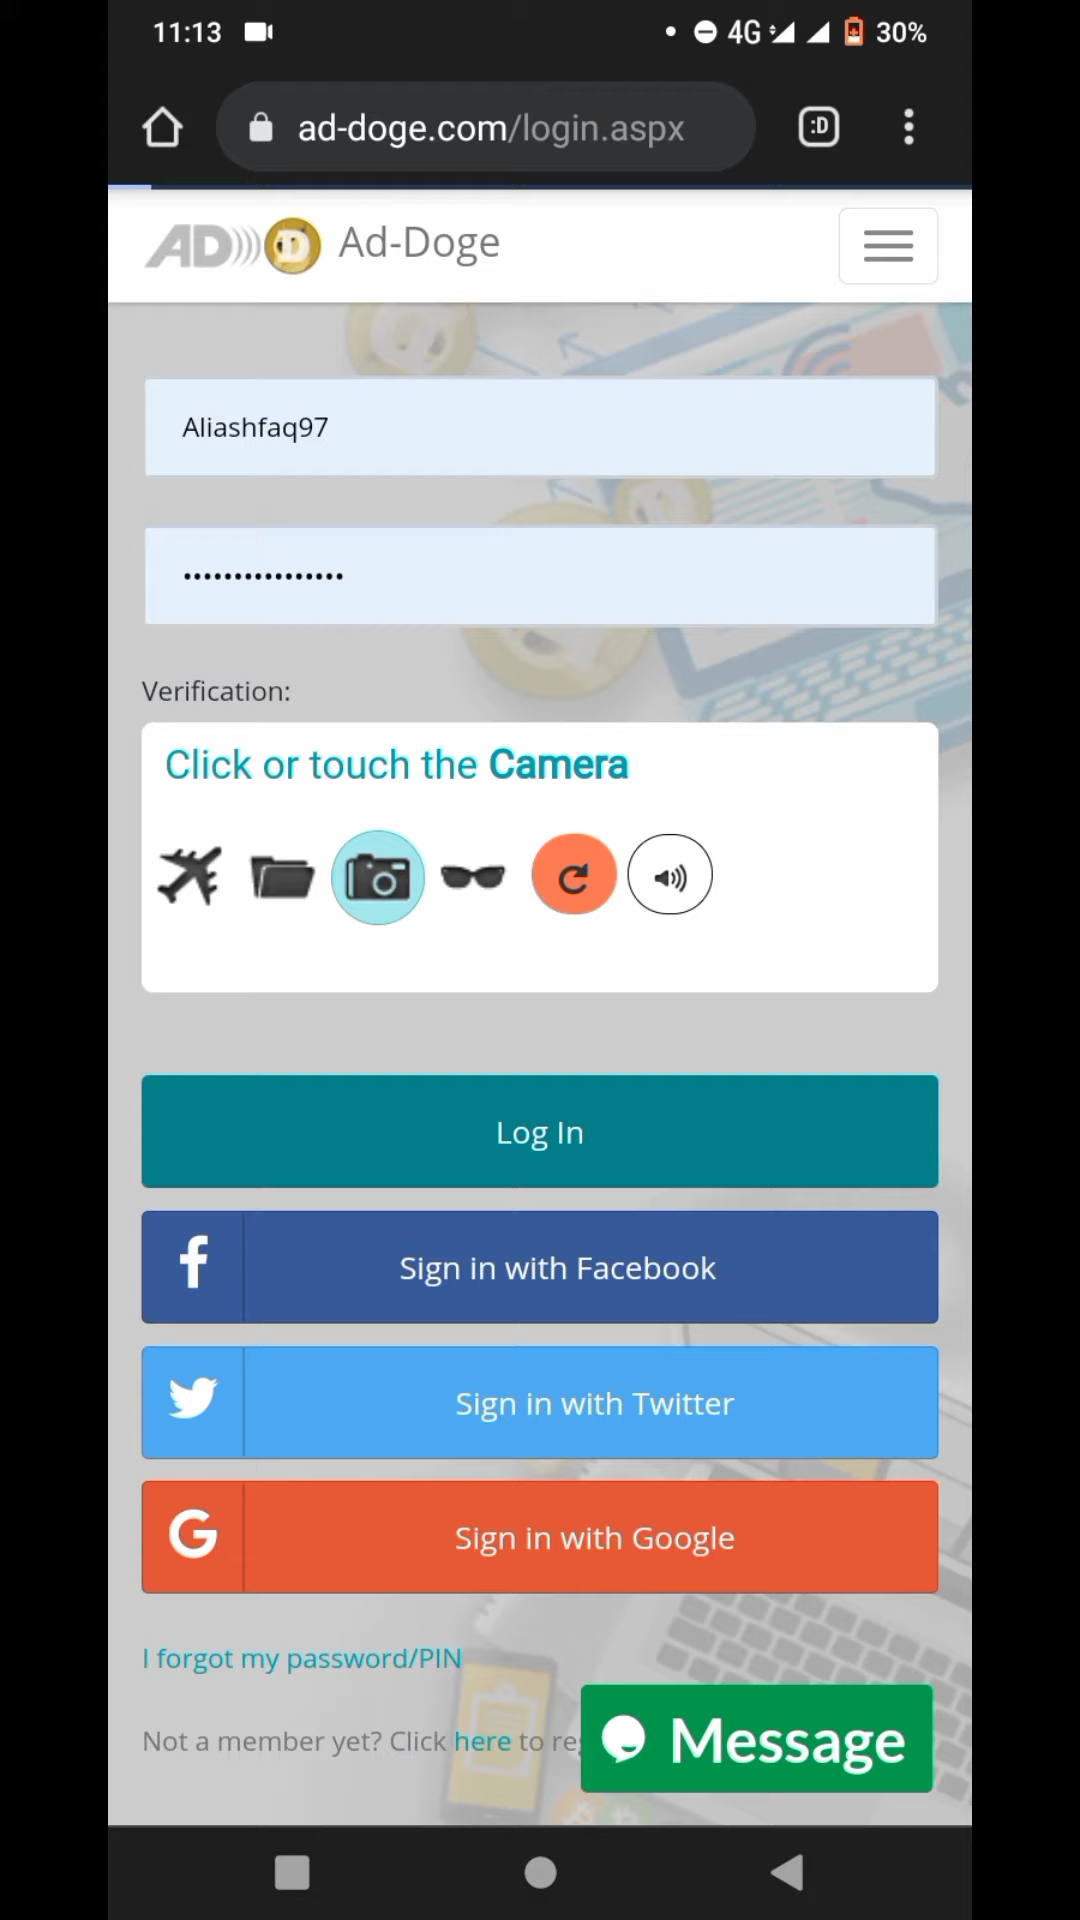 11:13
4G
30%
ad-doge.com/login.aspx
:D
AD
Ad-Doge
Aliashfaq97
••••••••••••••••
Verification:
Click or touch the Camera
Log In
Sign in with Facebook
Sign in with Twitter
Sign in with Google
I forgot my password/PIN
Not a member yet? Click here to
Message